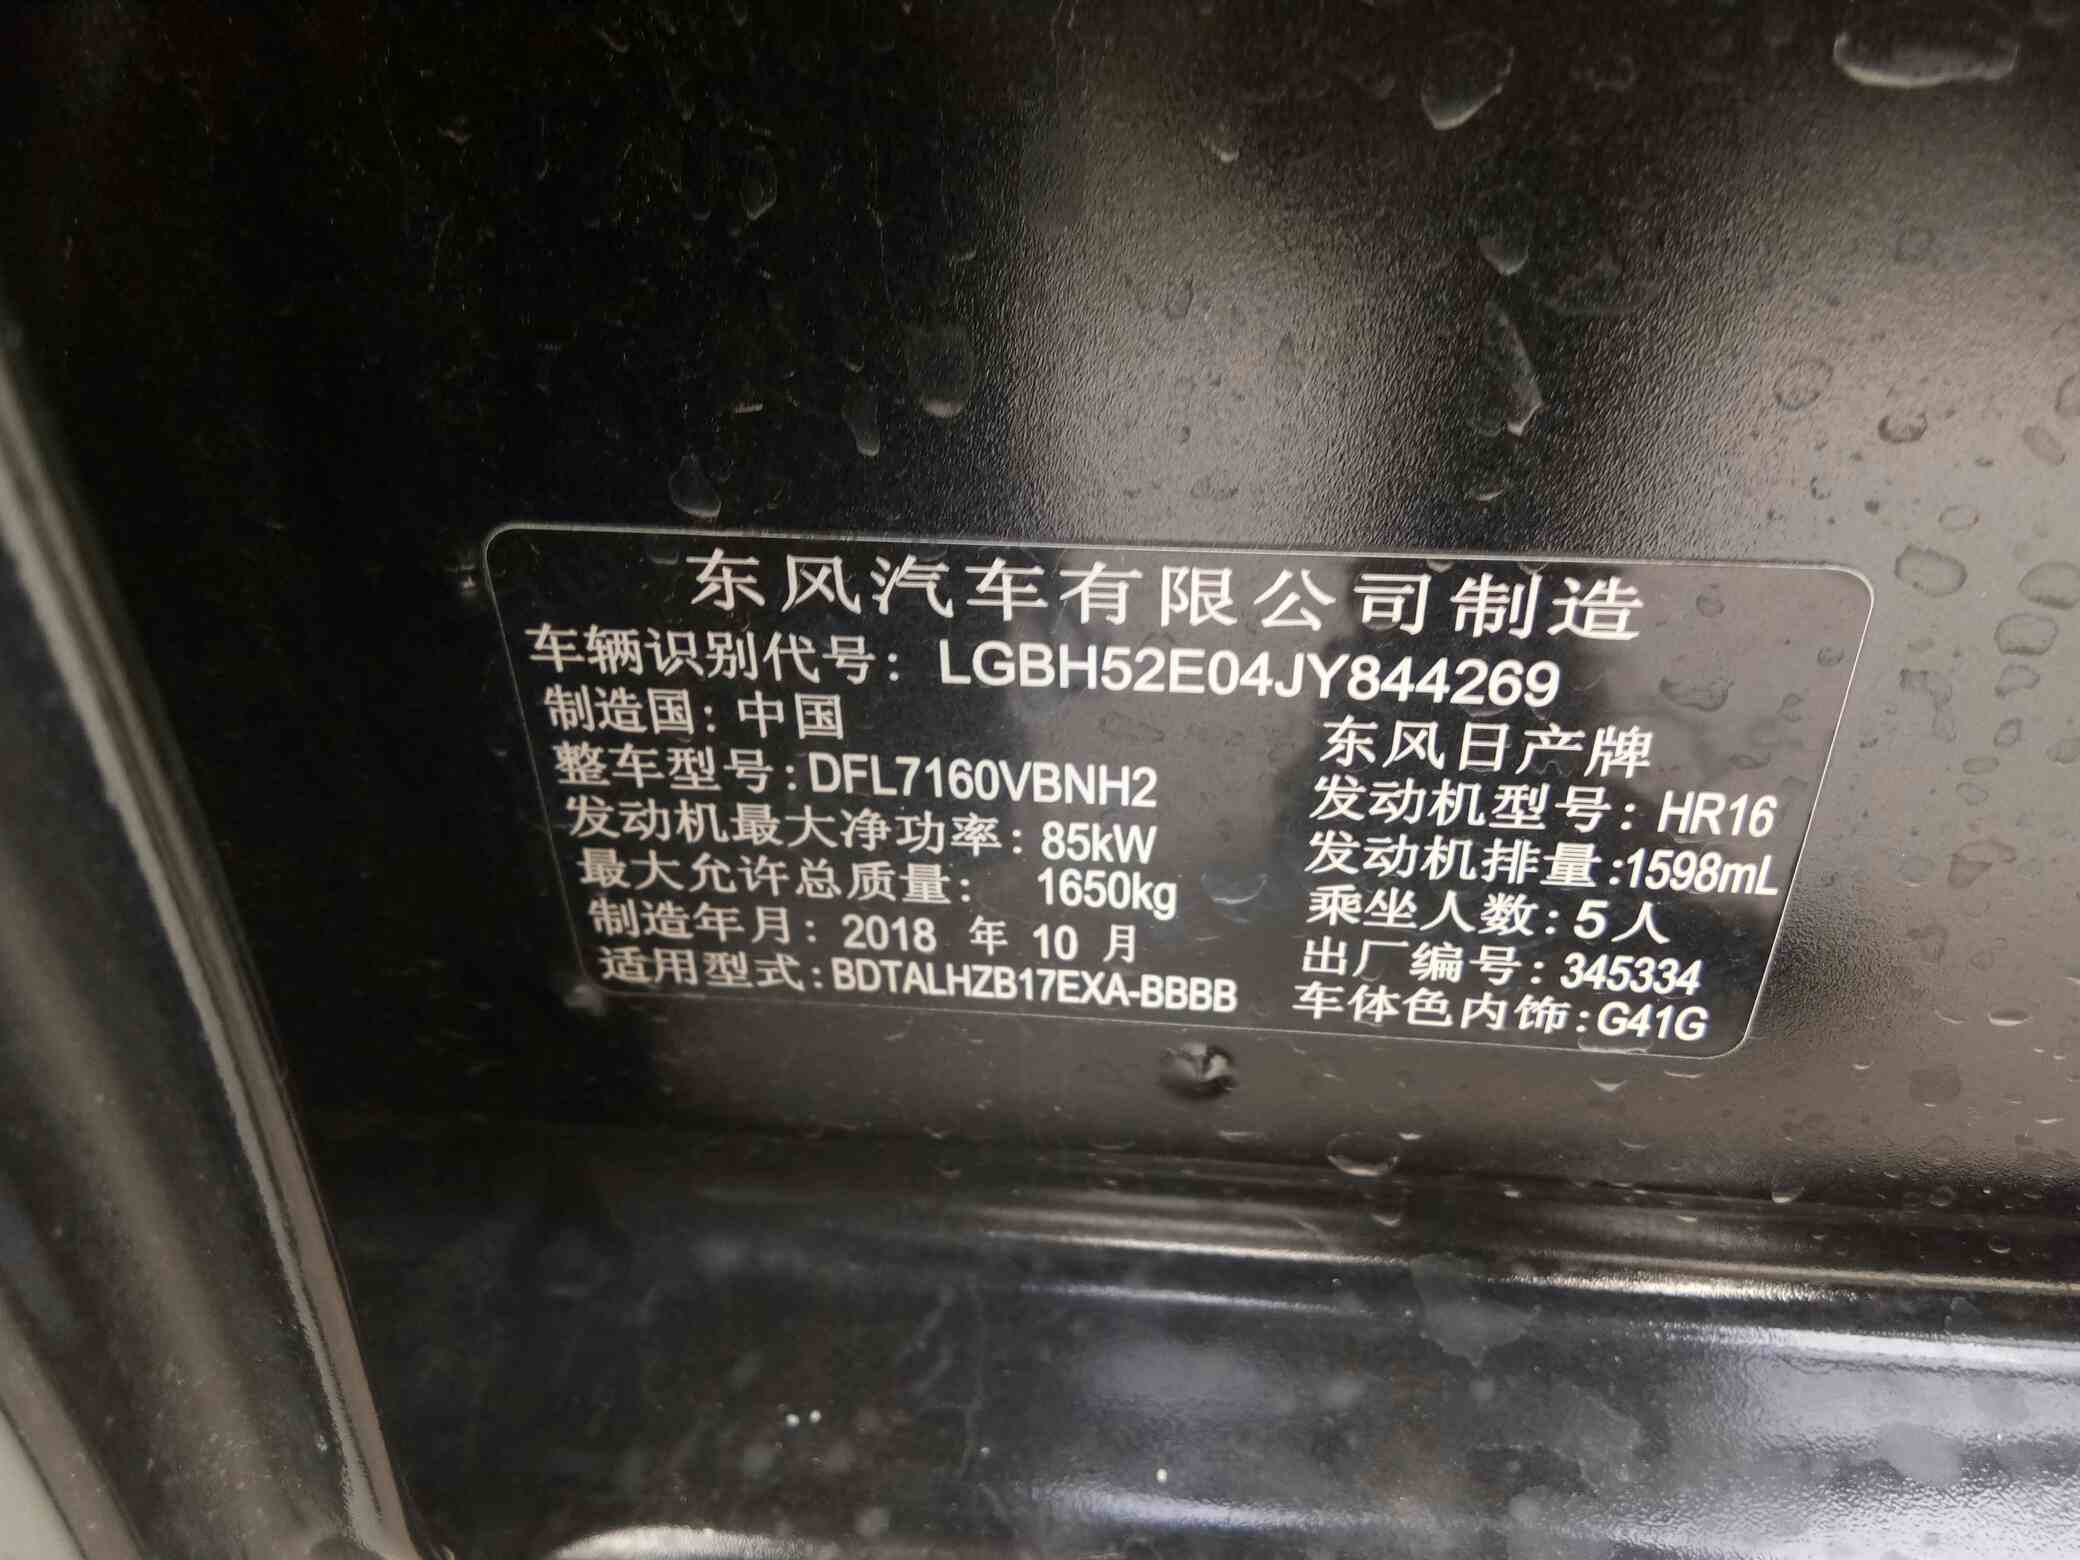 东风汽车有限公司制造
车辆识别代号：LGBH52E04JY844269
制造国：中国 东风日产牌
整车型号：DFL7160VBNH2 发动机型号：HR16
发动机最大净功率：85kW 发动机排量：1598mL
最大允许总质量：1650kg 乘坐人数：5人
制造年月：2018 年 10 月 出厂编号：345334
适用型式：BDTALHZB17EXA-BBBB 车体色内饰：G41G